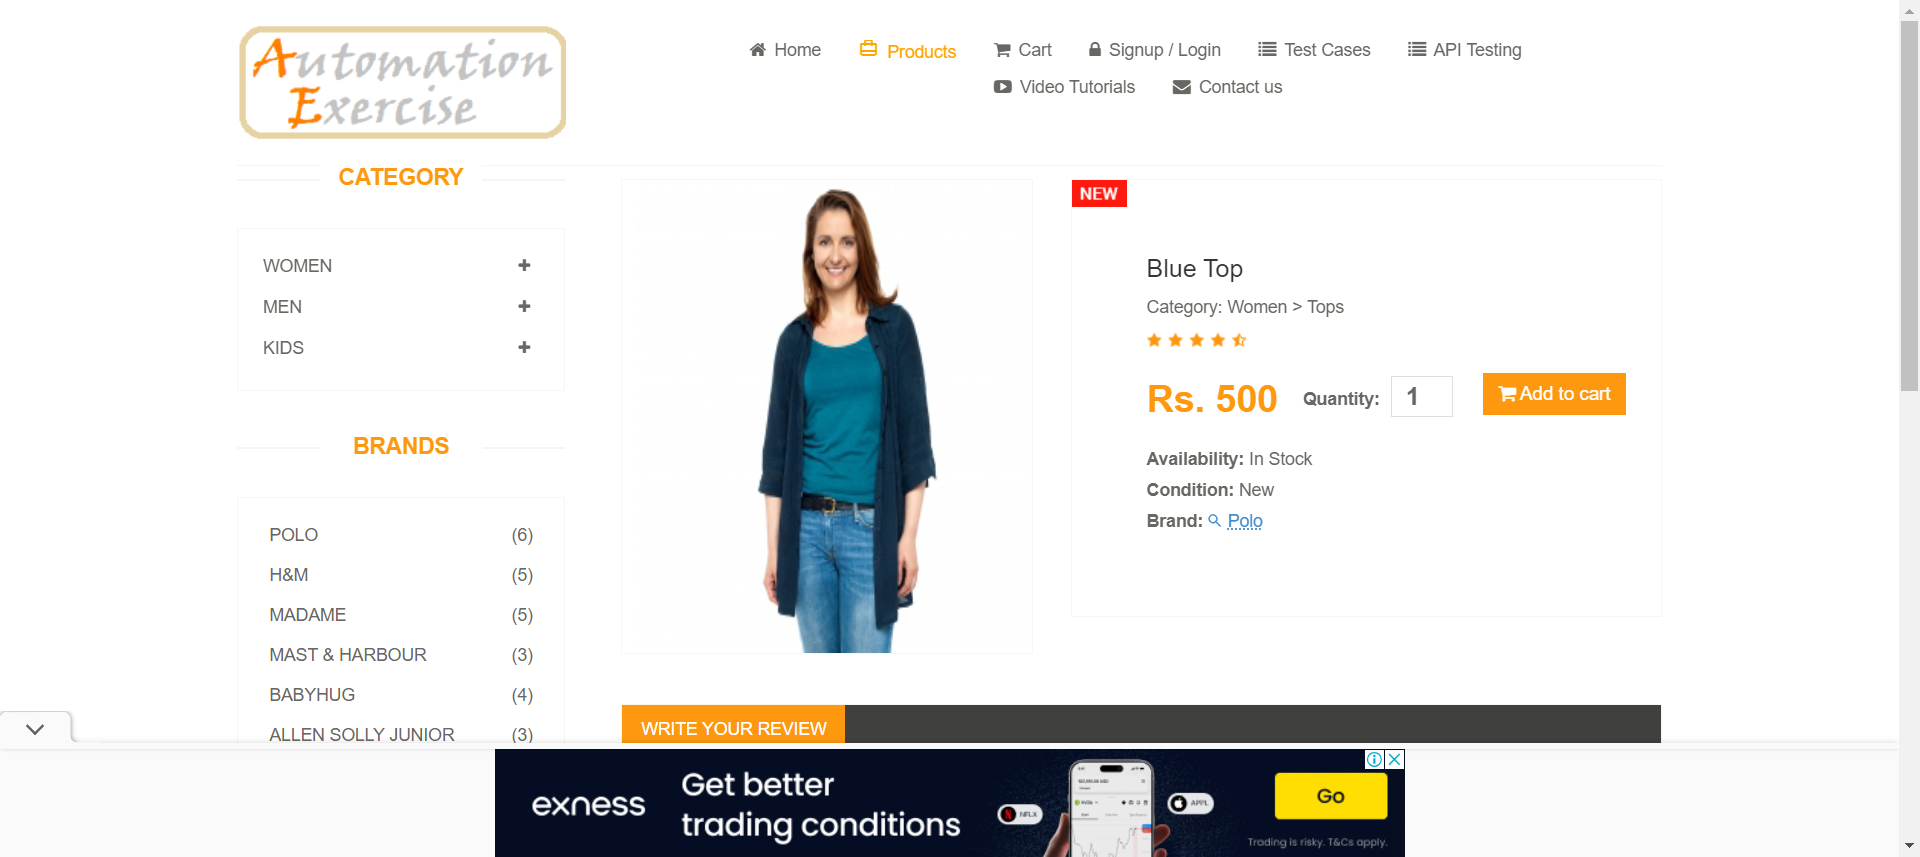 Automation
Exercise
Home
Products
Cart
Signup / Login
Test Cases
API Testing
Video Tutorials
Contact us
CATEGORY
WOMEN
MEN
KIDS
BRANDS
POLO (6)
H&M (5)
MADAME (5)
MAST & HARBOUR (3)
BABYHUG (4)
ALLEN SOLLY JUNIOR (3)
NEW
Blue Top
Category: Women > Tops
Rs. 500 Quantity: 1 Add to cart
Availability: In Stock
Condition: New
Brand: Polo
WRITE YOUR REVIEW
exness
Get better
trading conditions
NFLX
APPL
Go
Trading is risky. T&Cs apply.